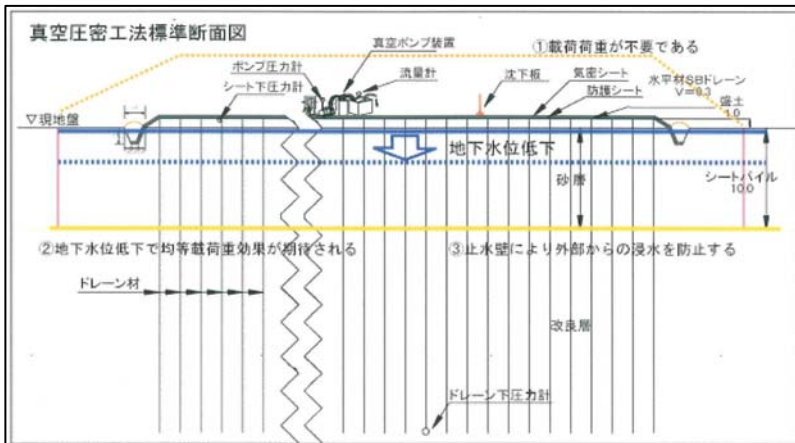 真空圧密工法標準断面図
真空ポンプ装置
①載荷荷重が不要である
ポンプ圧力計
流量計
沈下板
気密シート
水平材SBドレーン
シート下圧力計
防護シート
V=0.3
盛土
1.0
▽現地盤
地下水位低下
砂層
シートパイル
10.0
②地下水位低下で均等載荷重効果が期待される
③止水壁により外部からの浸水を防止する
ドレーン材
改良層
ドレーン下圧力計